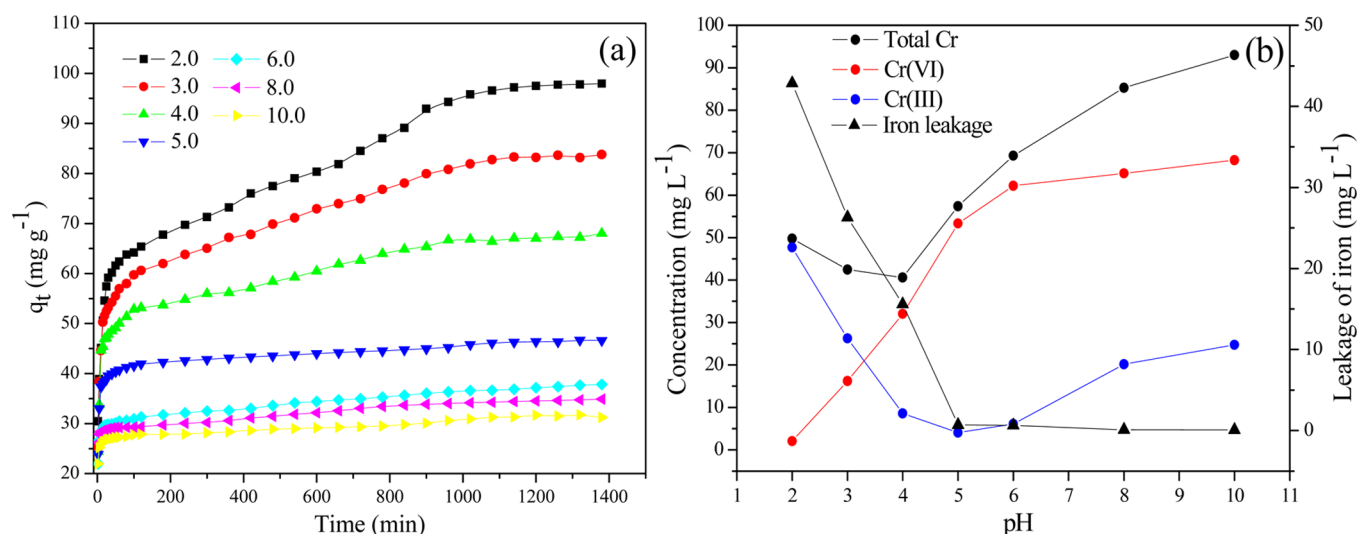 (a)
2.0
3.0
4.0
5.0
6.0
8.0
10.0
110
100
90
80
70
60
50
40
30
20
qt (mg g-1)
0 200 400 600 800 1000 1200 1400
Time (min)
(b)
Total Cr
Cr(VI)
Cr(III)
Iron leakage
100
90
80
70
60
50
40
30
20
10
0
Concentration (mg L-1)
50
40
30
20
10
0
Leakage of iron (mg L-1)
1 2 3 4 5 6 7 8 9 10 11
pH